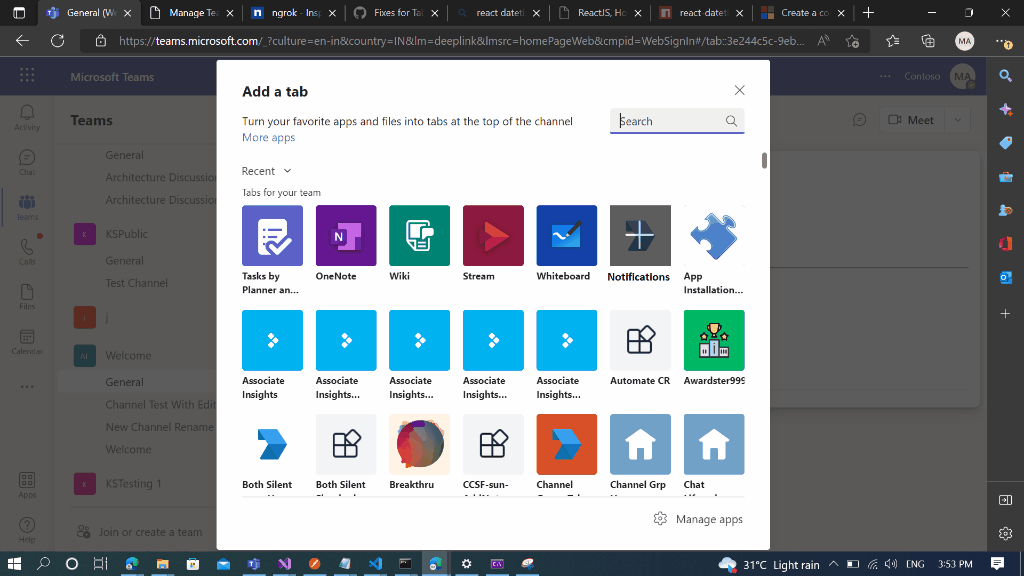 General (We
Manage Tea
ngrok - Insp
Fixes for Tab
react dateti
ReactJS, Ho
react-datet
Create a co
https://teams.microsoft.com/_?culture=en-in&country=IN&lm=deeplink&lmsrc=homePageWeb&cmpid=WebSignIn#/tab::3e244c5c-9eb...
MA
Microsoft Teams
Contoso
MA
Activity
Chat
Teams
Calls
Files
Calendar
Apps
Help
Teams
General
Architecture Discussion
Architecture Discussion
K
KSPublic
General
Test Channel
j
Welcome
General
Channel Test With Edit
New Channel Rename
Welcome
K
KSTesting 1
Join or create a team
Meet
Add a tab
Turn your favorite apps and files into tabs at the top of the channel
More apps
Search
Recent
Tabs for your team
Tasks by
Planner an...
OneNote
Wiki
Stream
Whiteboard
Notifications
App
Installation...
Associate
Insights
Associate
Insights...
Associate
Insights...
Associate
Insights...
Associate
Insights...
Automate CR
Awardster999
Both Silent
Both Silent
Breakthru
CCSF-sun-
Channel
Channel Grp
Chat
Manage apps
31°C Light rain
ENG
3:53 PM